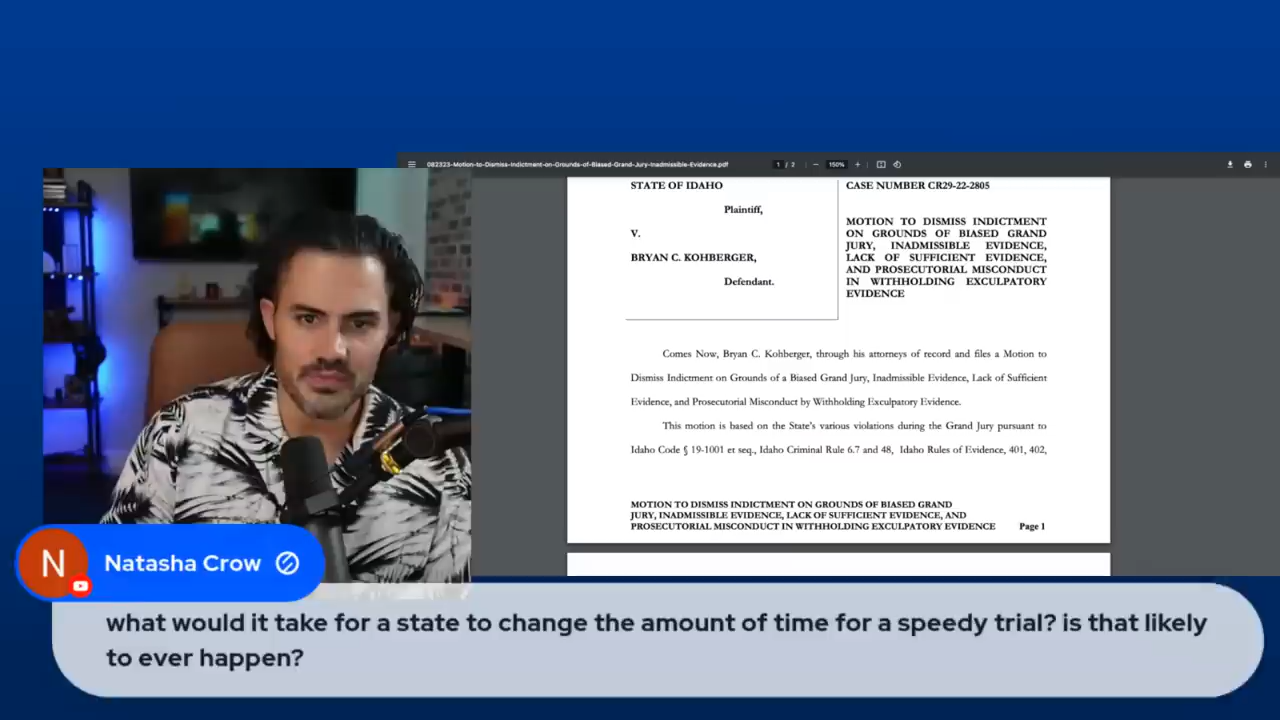 082323-Motion-to-Dismiss-Indictment-on-Grounds-of-Biased-Grand-Jury-Inadmissible-Evidence.pdf
1 / 2
150%
STATE OF IDAHO
Plaintiff,
V.
BRYAN C. KOHBERGER,
Defendant.
CASE NUMBER CR29-22-2805
MOTION TO DISMISS INDICTMENT
ON GROUNDS OF BIASED GRAND
JURY, INADMISSIBLE EVIDENCE,
LACK OF SUFFICIENT EVIDENCE,
AND PROSECUTORIAL MISCONDUCT
IN WITHHOLDING EXCULPATORY
EVIDENCE
Comes Now, Bryan C. Kohberger, through his attorneys of record and files a Motion to
Dismiss Indictment on Grounds of a Biased Grand Jury, Inadmissible Evidence, Lack of Sufficient
Evidence, and Prosecutorial Misconduct by Withholding Exculpatory Evidence.
This motion is based on the State's various violations during the Grand Jury pursuant to
Idaho Code § 19-1001 et seq., Idaho Criminal Rule 6.7 and 48, Idaho Rules of Evidence, 401, 402,
MOTION TO DISMISS INDICTMENT ON GROUNDS OF BIASED GRAND
JURY, INADMISSIBLE EVIDENCE, LACK OF SUFFICIENT EVIDENCE, AND
PROSECUTORIAL MISCONDUCT IN WITHHOLDING EXCULPATORY EVIDENCE Page 1
N
Natasha Crow
what would it take for a state to change the amount of time for a speedy trial? is that likely
to ever happen?